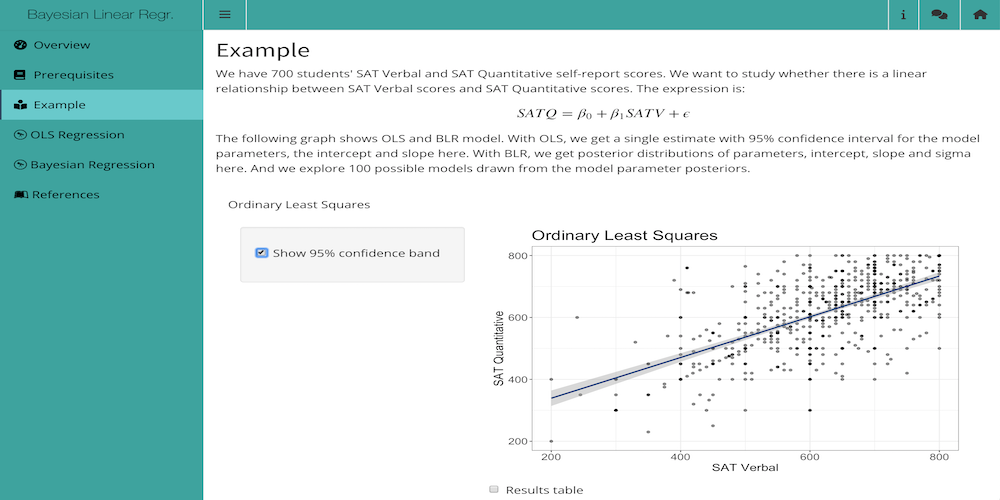 Bayesian Linear Regr.
Overview
Prerequisites
Example
OLS Regression
Bayesian Regression
References
Example
We have 700 students' SAT Verbal and SAT Quantitative self-report scores. We want to study whether there is a linear
relationship between SAT Verbal scores and SAT Quantitative scores. The expression is:
SATQ = β0 + β1SATV + ϵ
The following graph shows OLS and BLR model. With OLS, we get a single estimate with 95% confidence interval for the model
parameters, the intercept and slope here. With BLR, we get posterior distributions of parameters, intercept, slope and sigma
here. And we explore 100 possible models drawn from the model parameter posteriors.
Ordinary Least Squares
Show 95% confidence band
Ordinary Least Squares
800
600
400
200
SAT Quantitative
200 400 600 800
SAT Verbal
Results table